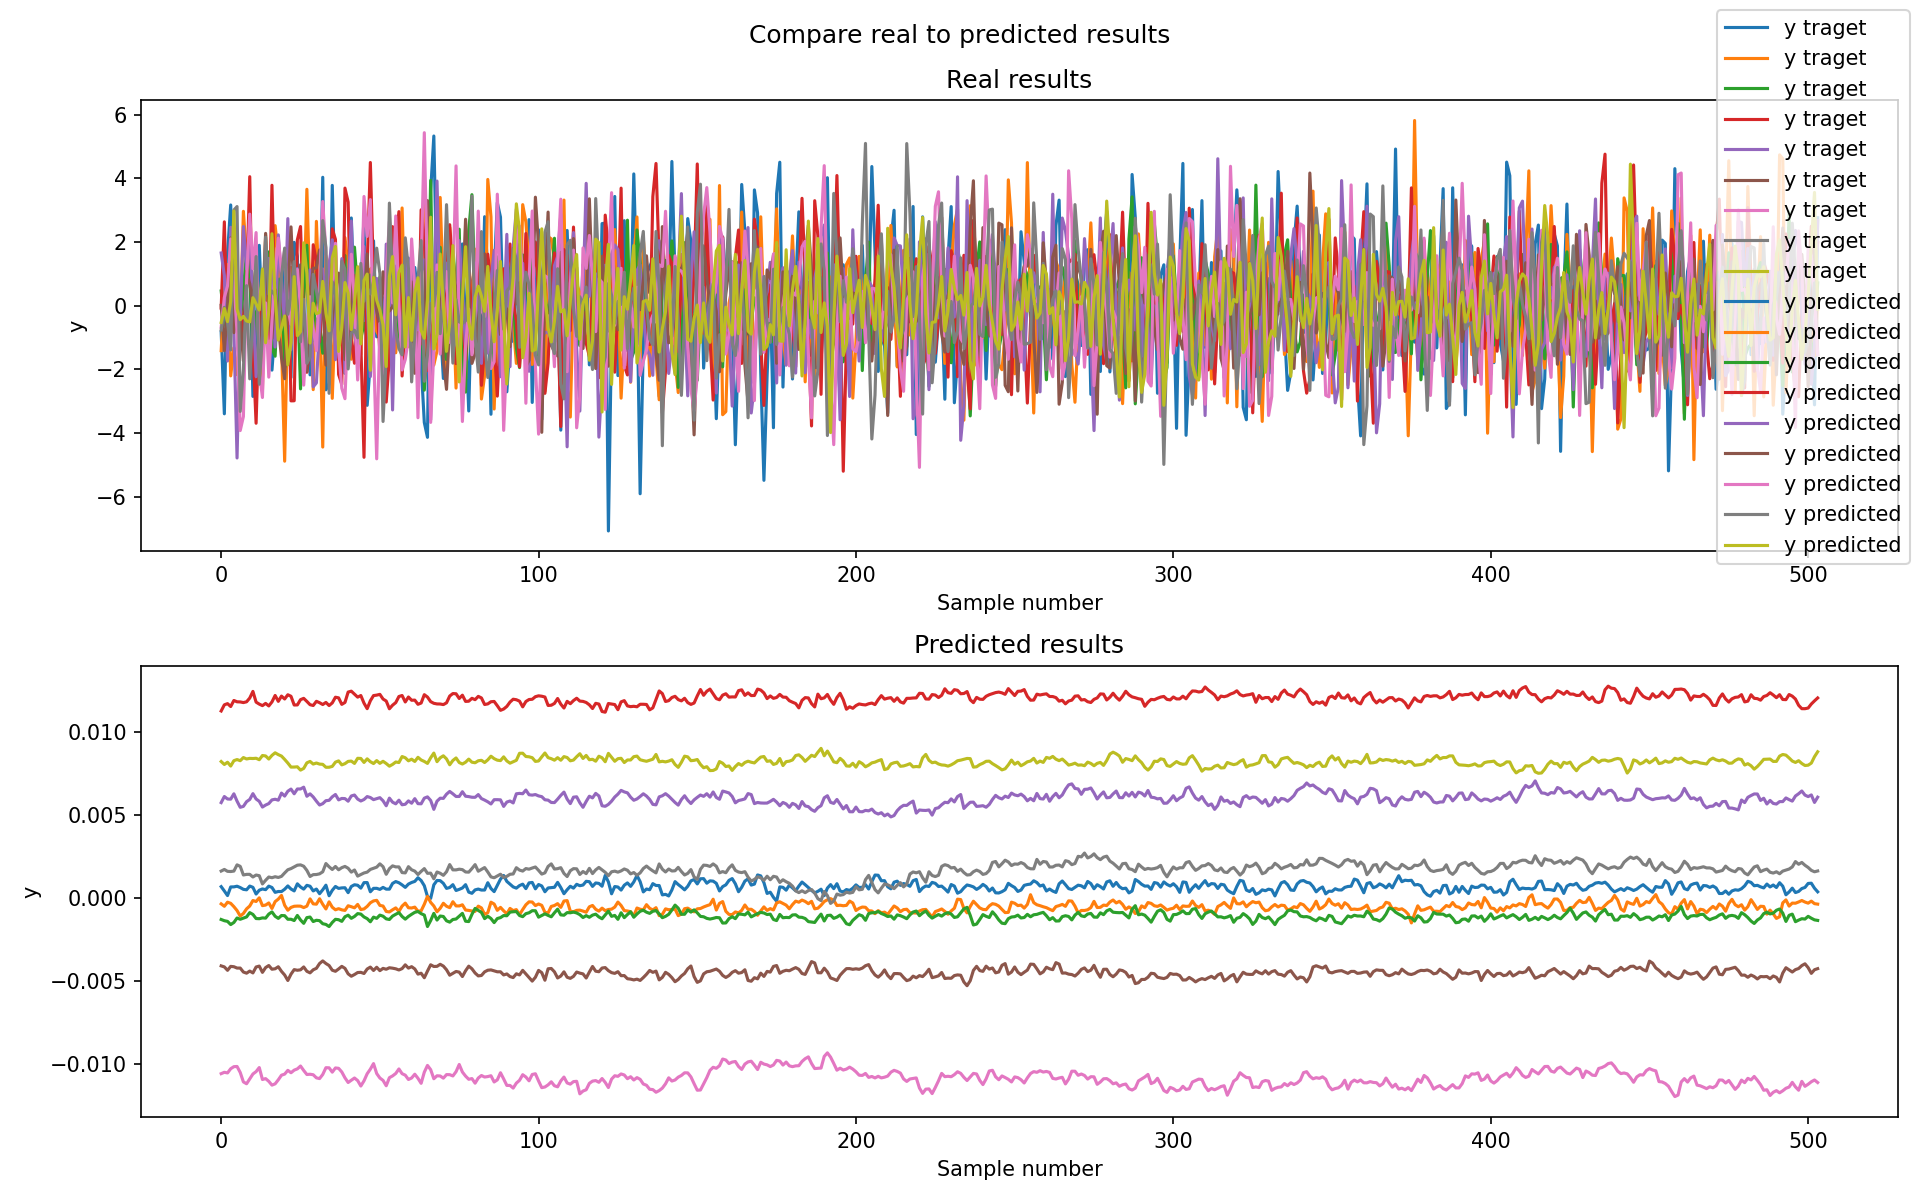 Compare real to predicted results
Real results
y traget
y traget
y traget
y traget
y traget
y traget
y traget
y traget
y traget
y predicted
y predicted
y predicted
y predicted
y predicted
y predicted
y predicted
y predicted
y predicted
6
4
2
0
−2
−4
−6
y
0
100
200
300
400
500
Sample number
Predicted results
0.010
0.005
0.000
−0.005
−0.010
y
0
100
200
300
400
500
Sample number